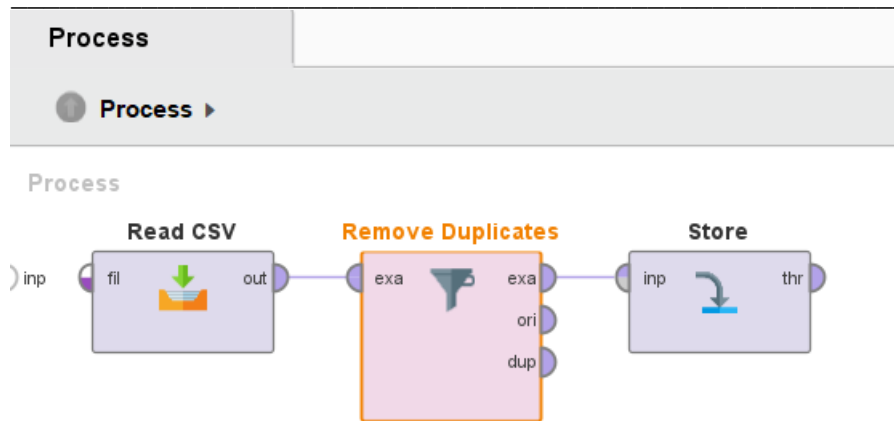 Process
Process
Process
Read CSV
Remove Duplicates
Store
inp
fil
out
exa
exa
inp
thr
ori
dup